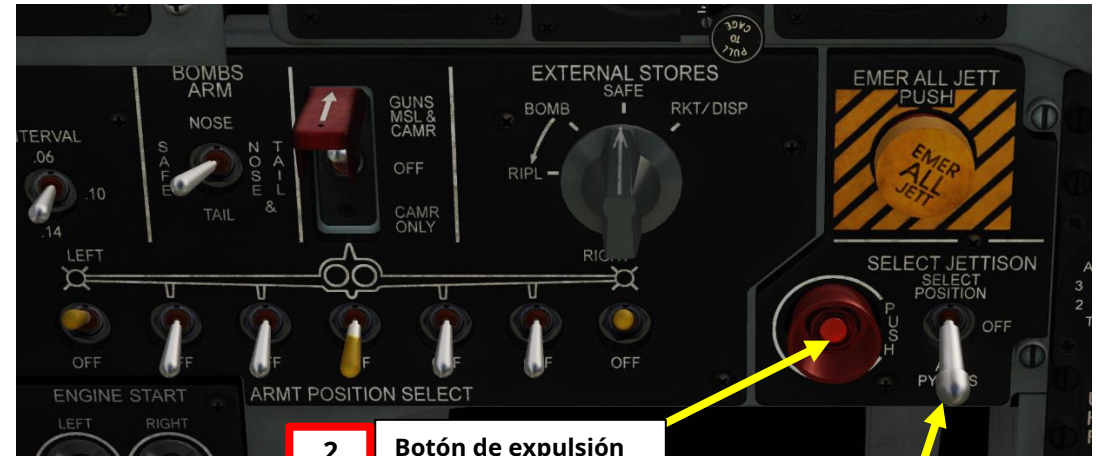 PULL
TO
CAGE
BOMBS
ARM
NOSE
SAFE
NOSE &
TAIL
TAIL
.06
.10
.14
GUNS
MSL &
CAMR
OFF
CAMR
ONLY
EXTERNAL STORES
SAFE
BOMB
RKT/DISP
RIPL
EMER ALL JETT
PUSH
EMER
ALL
JETT
LEFT
OFF
OFF
ARMT POSITION SELECT
SELECT JETTISON
SELECT
POSITION
OFF
PUSH
ENGINE START
LEFT
RIGHT
2
Botón de expulsión